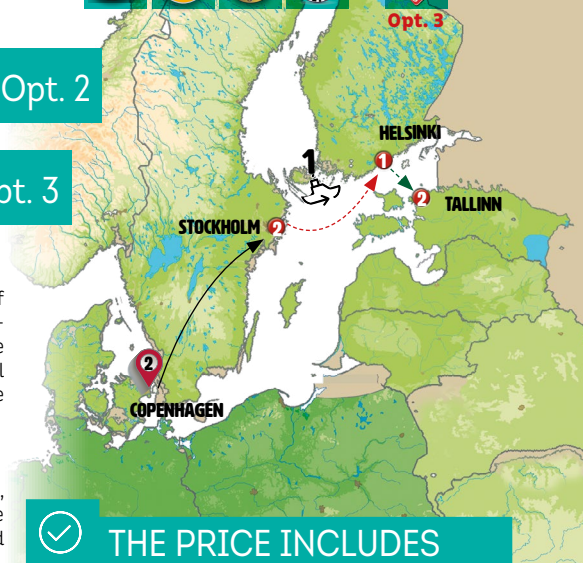 Opt. 3
Opt. 2
HELSINKI
1
1
pt. 3
2
TALLINN
STOCKHOLM
2
2
COPENHAGEN
THE PRICE INCLUDES